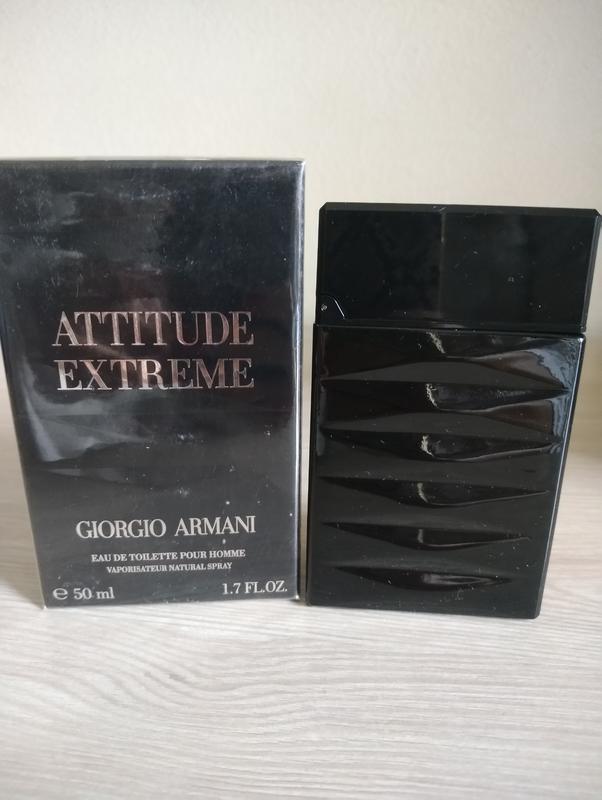 ATTITUDE
EXTREME
GIORGIO ARMANI
EAU DE TOILETTE POUR HOMME
VAPORISATEUR NATURAL SPRAY
℮ 50 ml 1.7 FL.OZ.